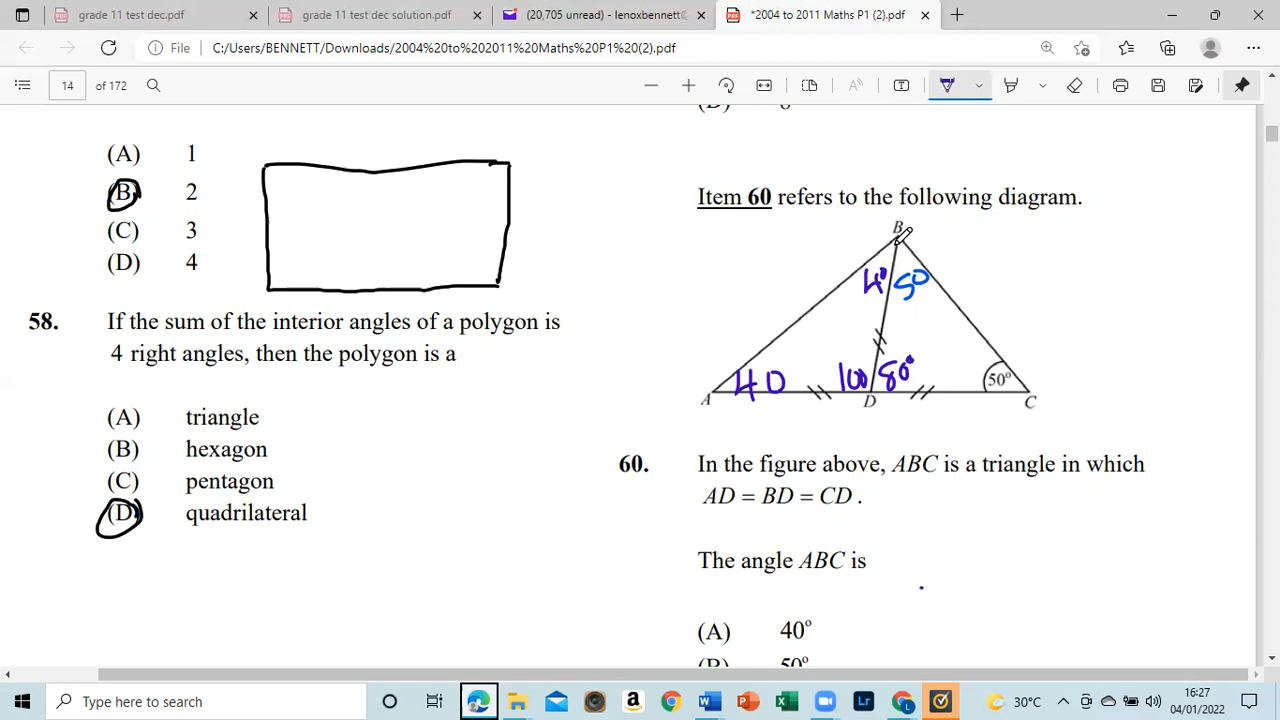 grade 11 test dec.pdf
grade 11 test dec solution.pdf
(20,705 unread) - lenoxbennett@
*2004 to 2011 Maths P1 (2).pdf
File
C:/Users/BENNETT/Downloads/2004%20to%202011%20Maths%20P1%20(2).pdf
14 of 172
(A) 1
(B) 2
(C) 3
(D) 4
58. If the sum of the interior angles of a polygon is
4 right angles, then the polygon is a
(A) triangle
(B) hexagon
(C) pentagon
(D) quadrilateral
Item 60 refers to the following diagram.
B
40 50
40 100 80° 50°
A D C
60. In the figure above, ABC is a triangle in which
AD = BD = CD .
The angle ABC is
(A) 40°
(B) 50°
Type here to search
30°C
16:27
04/01/2022